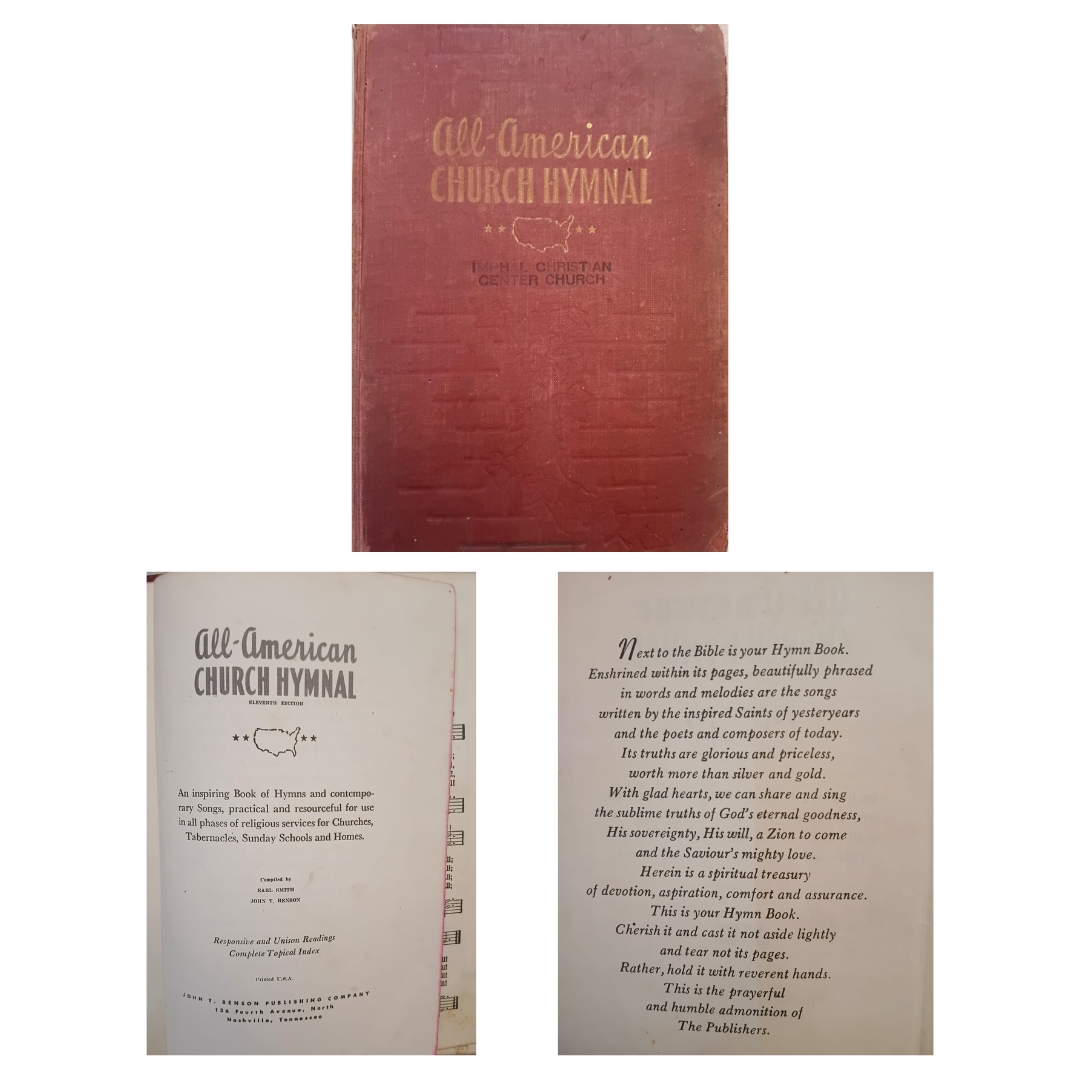 All-American
CHURCH HYMNAL
IMPHAL CHRISTIAN
CENTER CHURCH
All-American
CHURCH HYMNAL
ELEVENTH EDITION
An inspiring Book of Hymns and contempo-
rary Songs, practical and resourceful for use
in all phases of religious services for Churches,
Tabernacles, Sunday Schools and Homes.
Compiled by
EARL SMITH
JOHN T. BENSON
Responsive and Unison Readings
Complete Topical Index
Printed U.S.A.
JOHN T. BENSON PUBLISHING COMPANY
136 Fourth Avenue, North
Nashville, Tennessee
Next to the Bible is your Hymn Book.
Enshrined within its pages, beautifully phrased
in words and melodies are the songs
written by the inspired Saints of yesteryears
and the poets and composers of today.
Its truths are glorious and priceless,
worth more than silver and gold.
With glad hearts, we can share and sing
the sublime truths of God's eternal goodness,
His sovereignty, His will, a Zion to come
and the Saviour's mighty love.
Herein is a spiritual treasury
of devotion, aspiration, comfort and assurance.
This is your Hymn Book.
Cherish it and cast it not aside lightly
and tear not its pages.
Rather, hold it with reverent hands.
This is the prayerful
and humble admonition of
The Publishers.